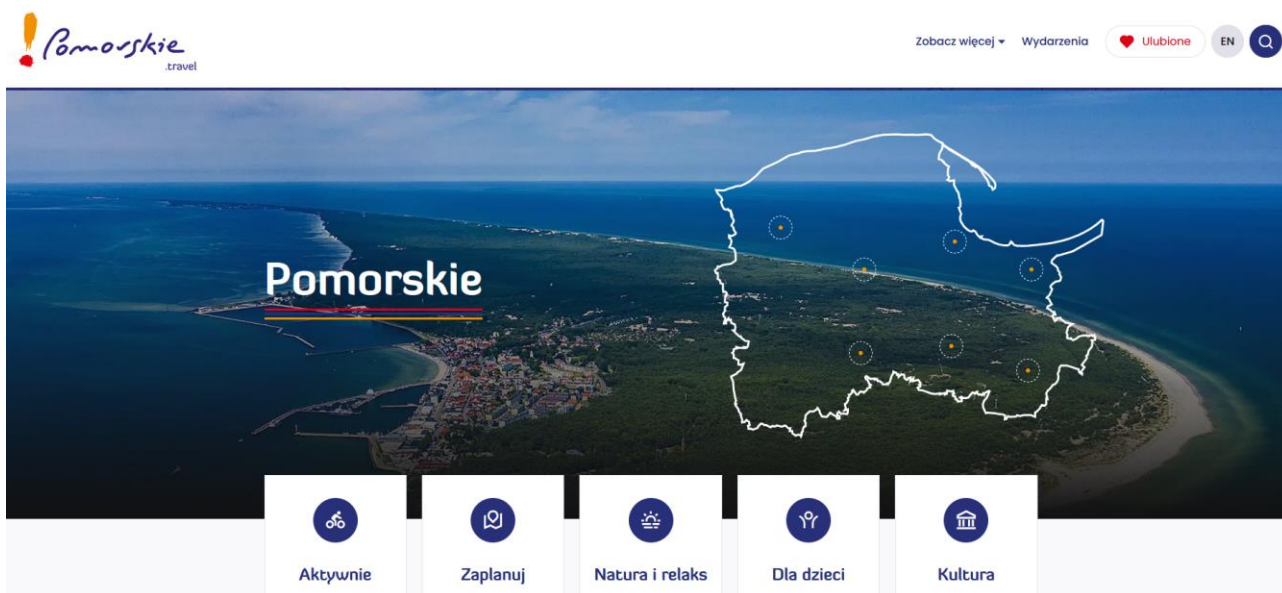 Pomorskie
.travel
Zobacz więcej Wydarzenia Ulubione EN
Pomorskie
Aktywnie Zaplanuj Natura i relaks Dla dzieci Kultura